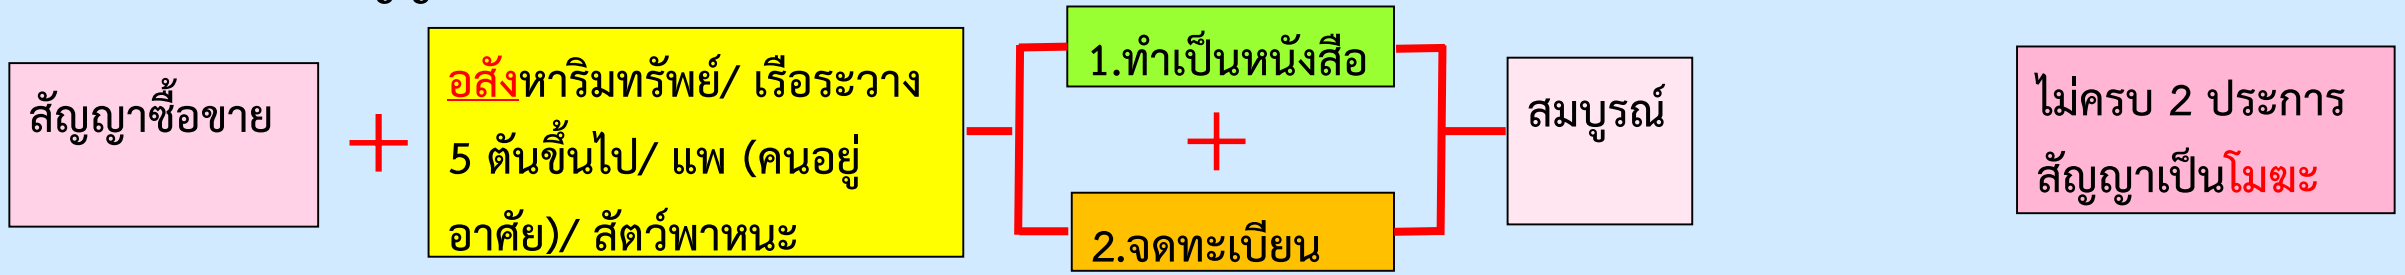 สัญญาซื้อขาย
อสังหาริมทรัพย์/ เรือระวาง
5 ตันขึ้นไป/ แพ (คนอยู่
อาศัย)/ สัตว์พาหนะ
1.ทำเป็นหนังสือ
2.จดทะเบียน
สมบูรณ์
ไม่ครบ 2 ประการ
สัญญาเป็นโมฆะ